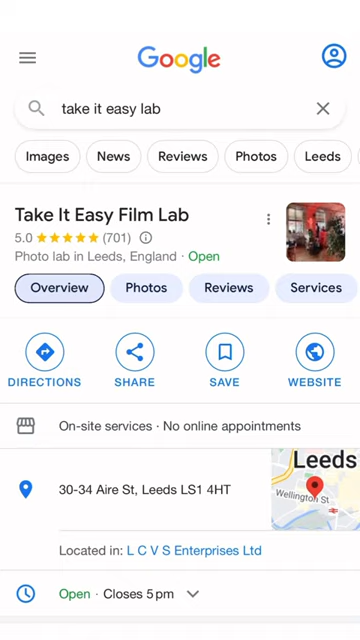 Google
take it easy lab
Images News Reviews Photos Leeds
Take It Easy Film Lab
5.0 (701)
Photo lab in Leeds, England · Open
Overview Photos Reviews Services
DIRECTIONS SHARE SAVE WEBSITE
On-site services · No online appointments
Leeds
Wellington St
30-34 Aire St, Leeds LS1 4HT
Located in: L C V S Enterprises Ltd
Open · Closes 5 pm